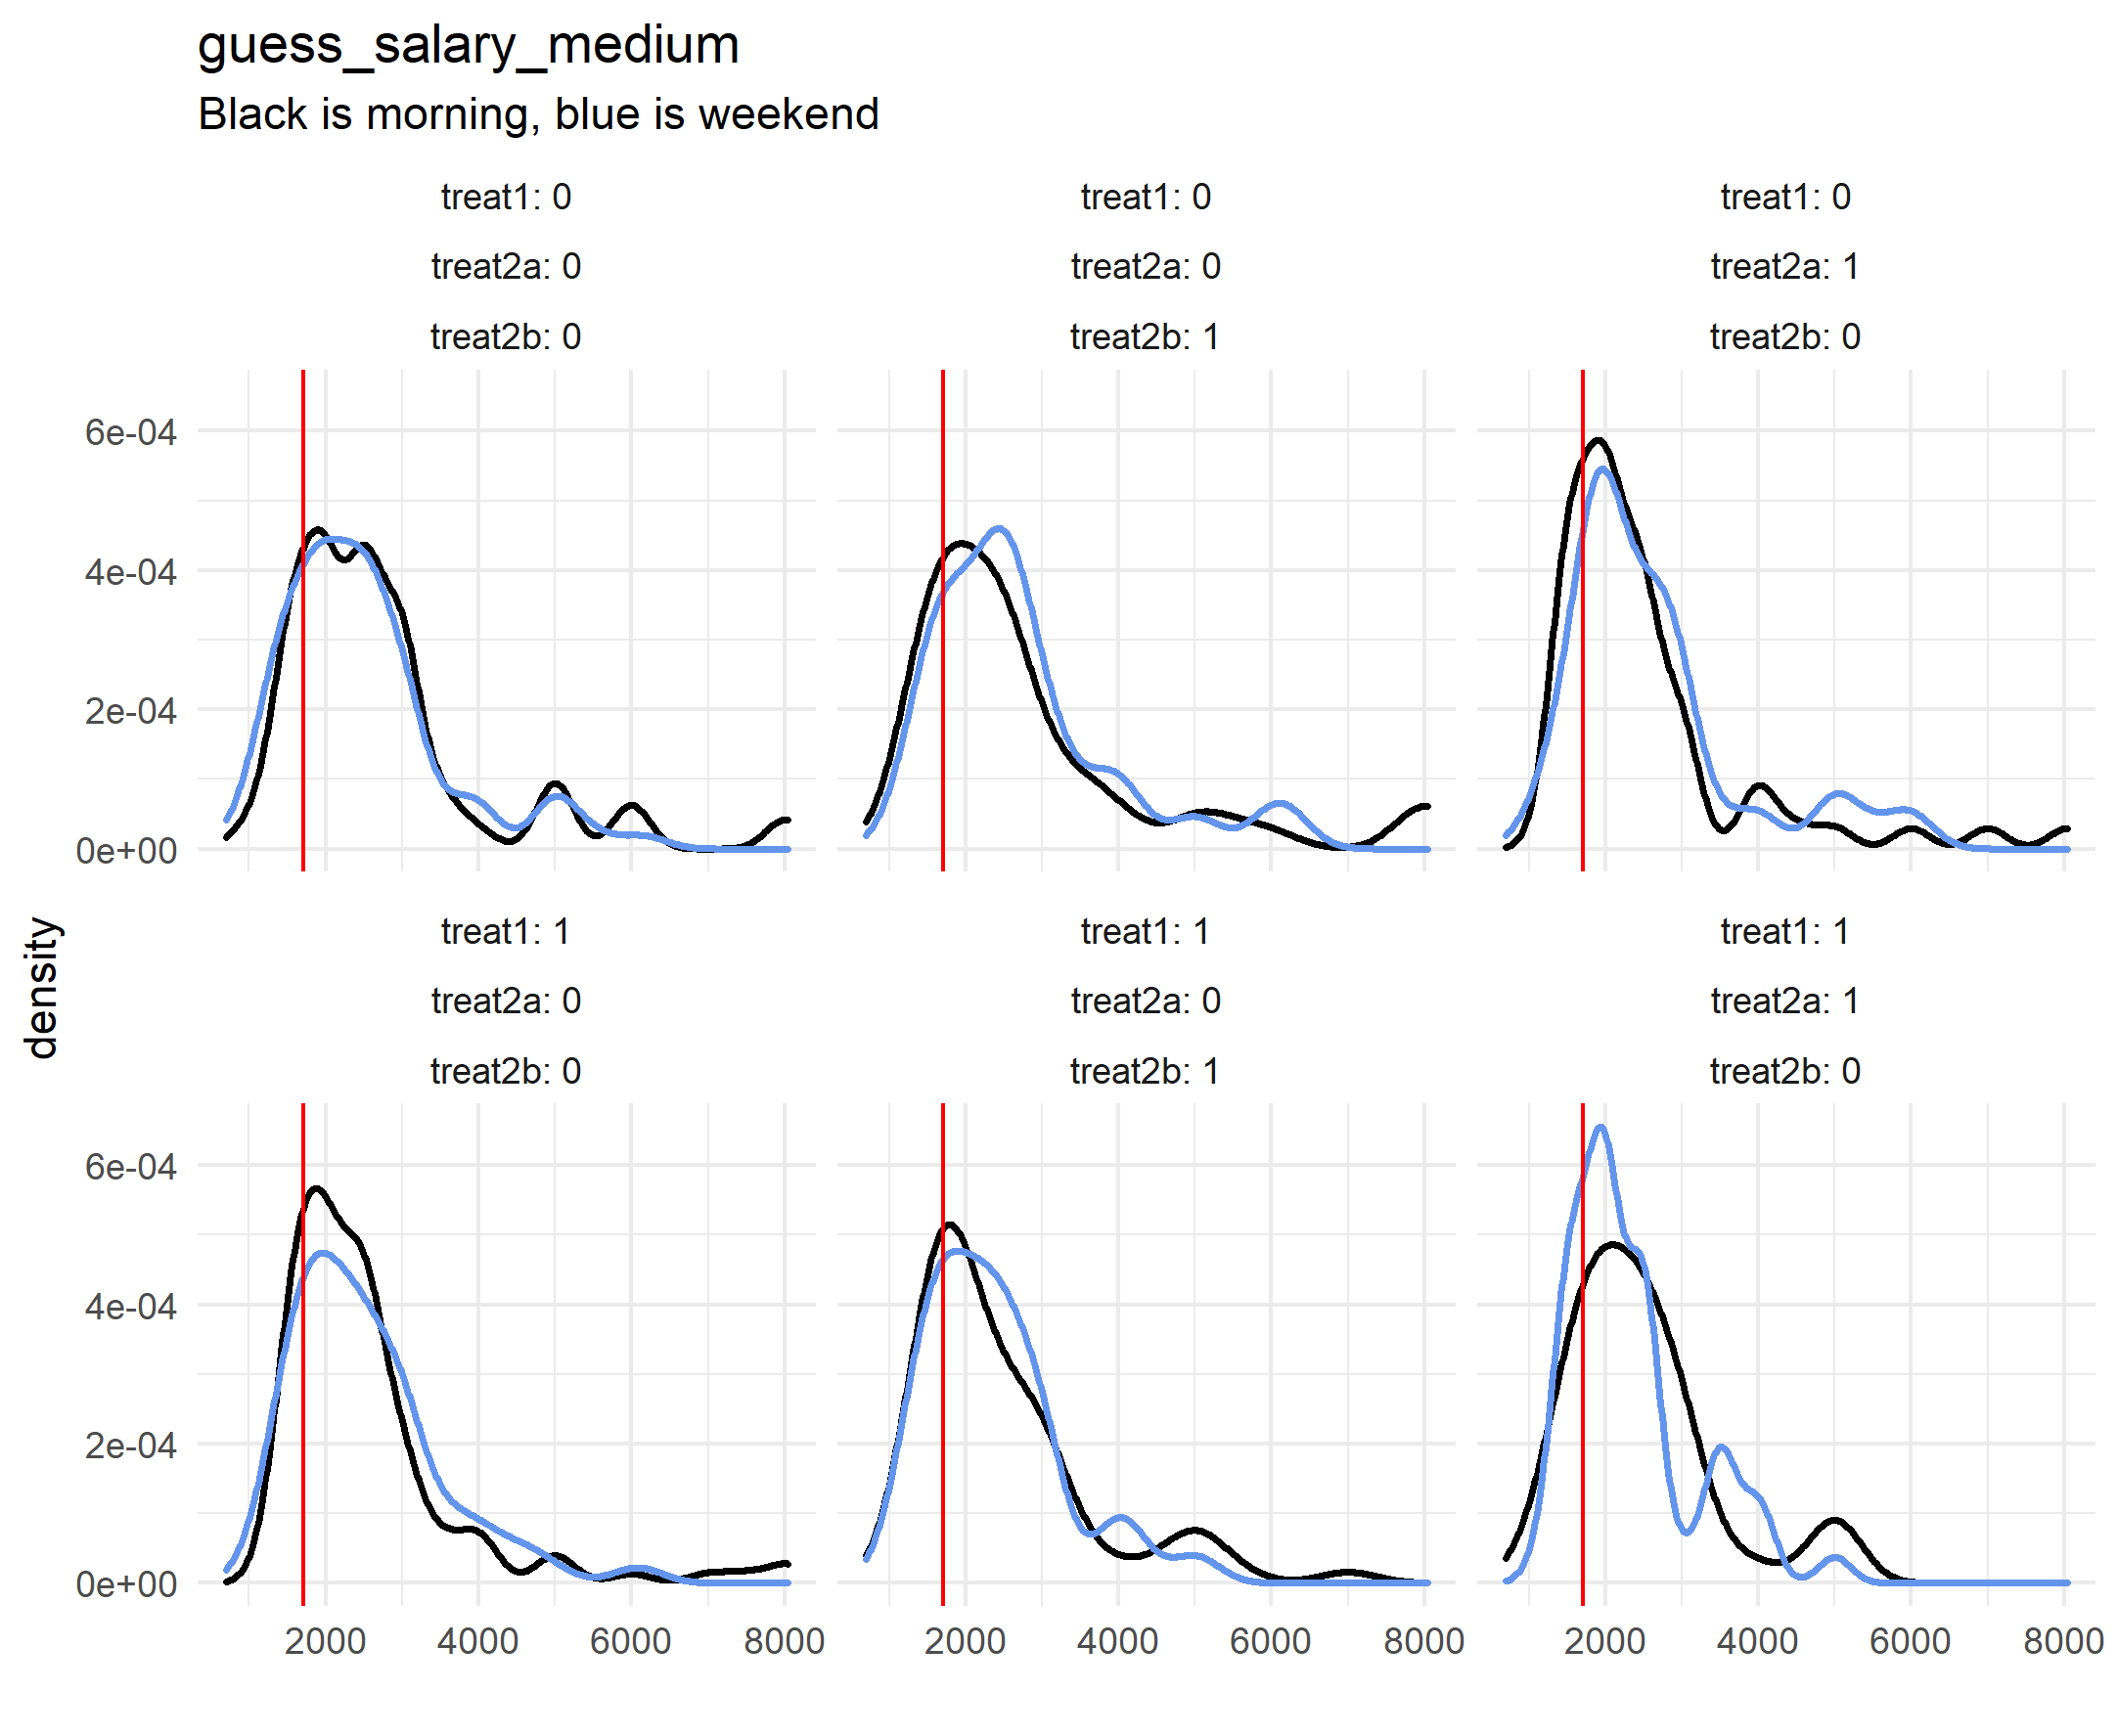 guess_salary_medium
Black is morning, blue is weekend
treat1: 0 treat1: 0 treat1: 0
treat2a: 0 treat2a: 0 treat2a: 1
treat2b: 0 treat2b: 1 treat2b: 0
6e-04
4e-04
2e-04
0e+00
density
treat1: 1 treat1: 1 treat1: 1
treat2a: 0 treat2a: 0 treat2a: 1
treat2b: 0 treat2b: 1 treat2b: 0
6e-04
4e-04
2e-04
0e+00
2000 4000 6000 8000 2000 4000 6000 8000 2000 4000 6000 8000